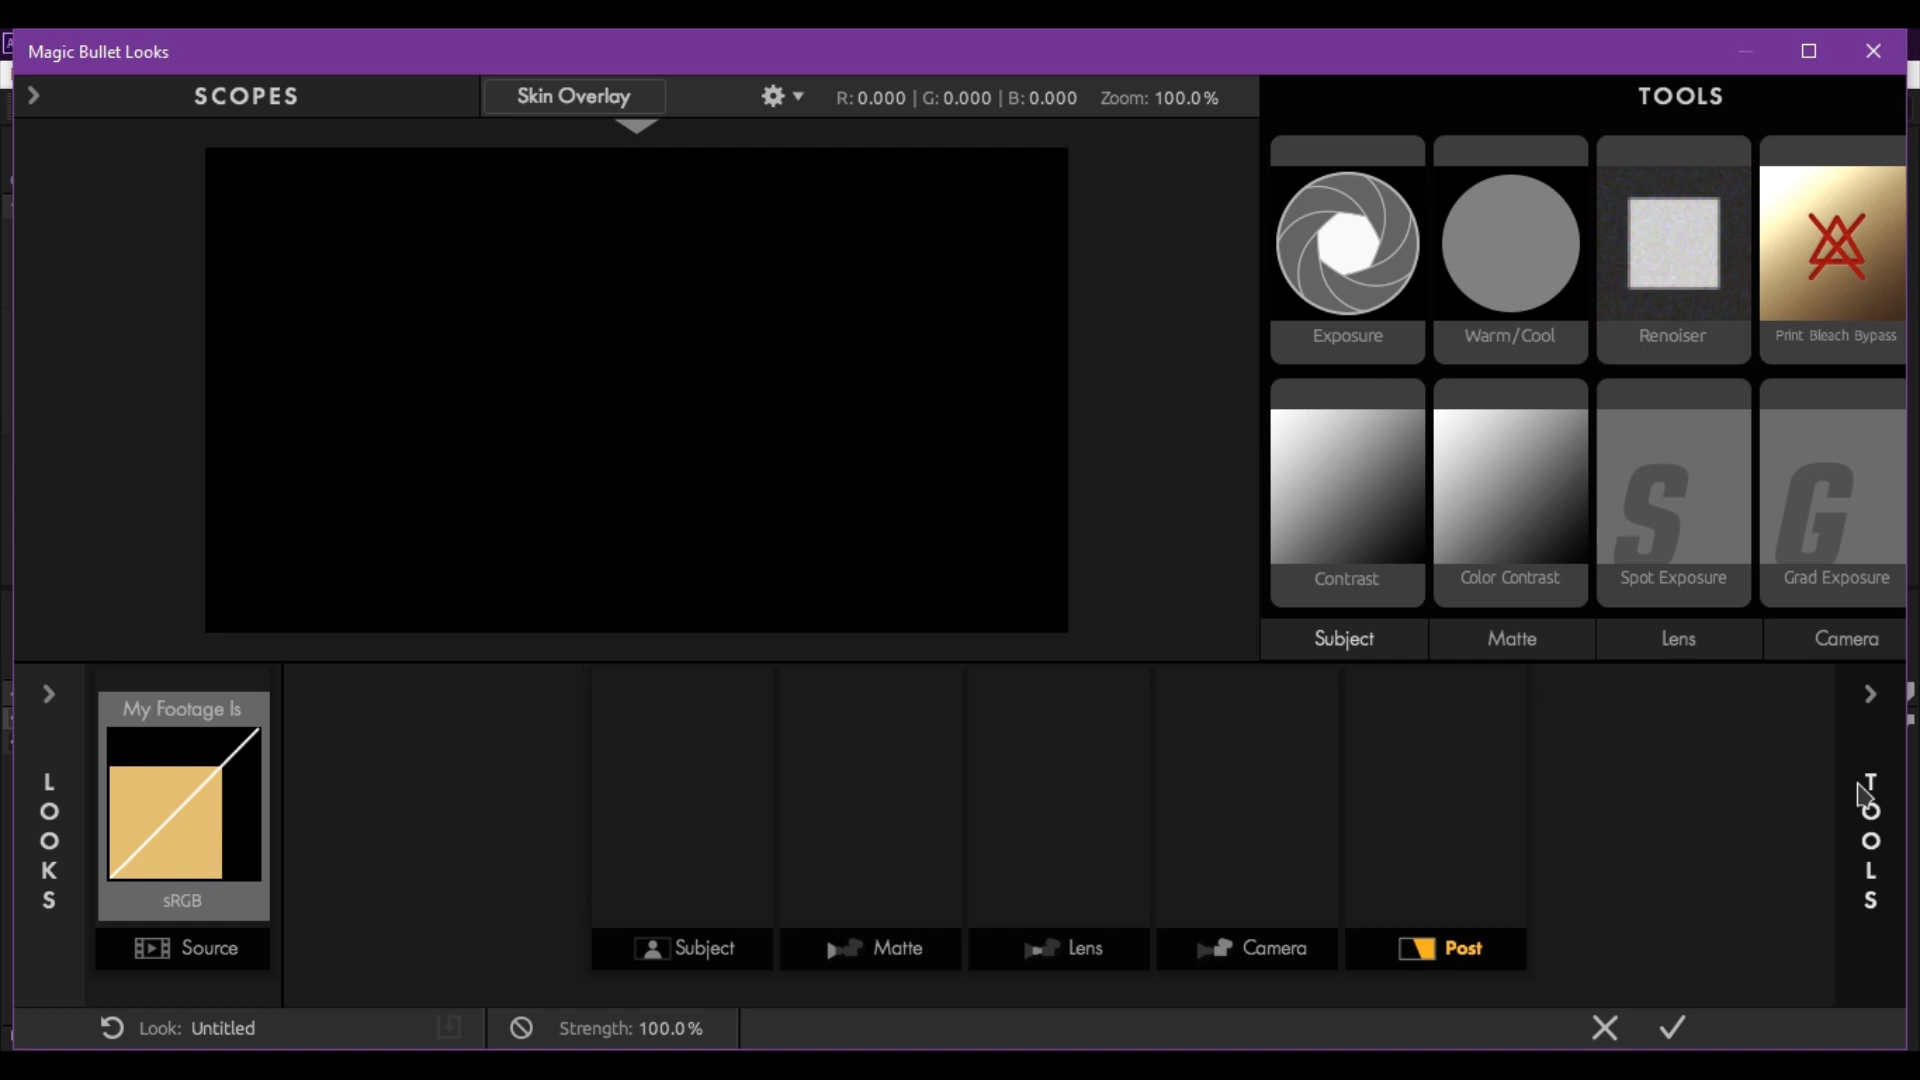 Magic Bullet Looks
SCOPES
Skin Overlay
R: 0.000 | G: 0.000 | B: 0.000
Zoom: 100.0%
TOOLS
Exposure
Warm/Cool
Renoiser
Print Bleach Bypass
Contrast
Color Contrast
S
Spot Exposure
G
Grad Exposure
Subject
Matte
Lens
Camera
LOOKS
My Footage Is
sRGB
Source
Subject
Matte
Lens
Camera
Post
TOOLS
Look: Untitled
Strength: 100.0%